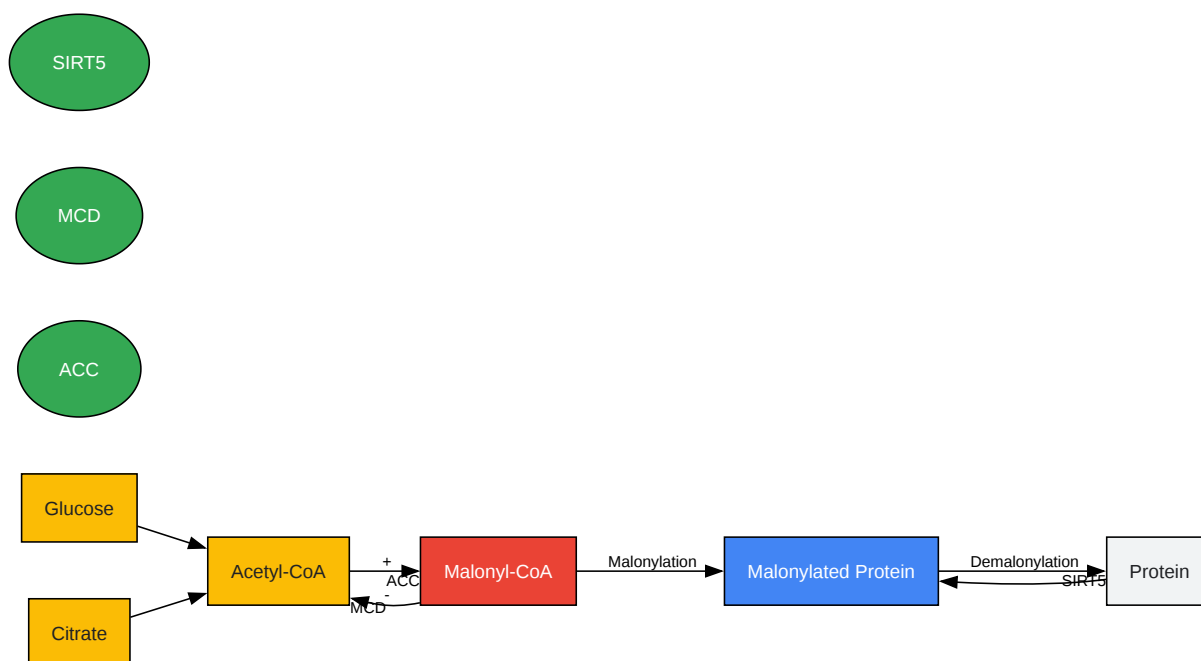 SIRT5
MCD
ACC
Glucose
Citrate
Acetyl-CoA
+
ACC
-
MCD
Malonyl-CoA
Malonylation
Malonylated Protein
Demalonylation
SIRT5
Protein